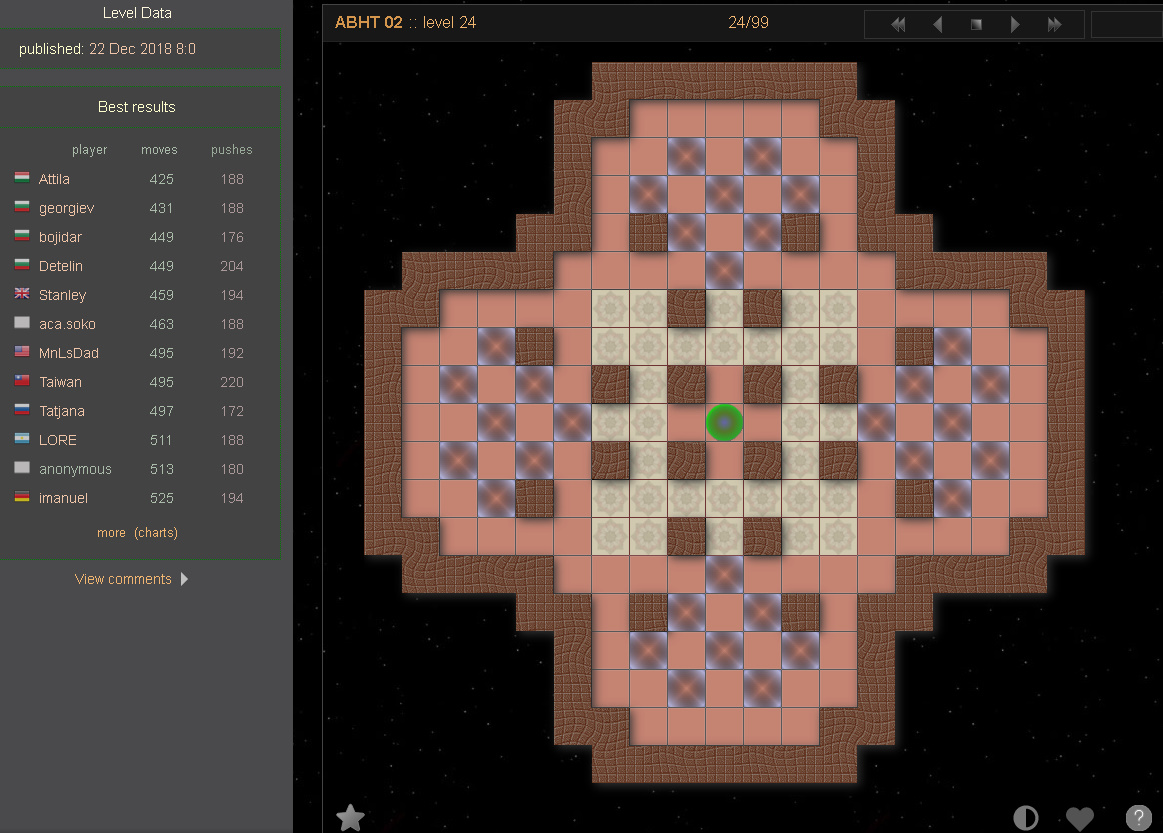 Level Data
published: 22 Dec 2018 8:0
Best results
player moves pushes
Attila 425 188
georgiev 431 188
bojidar 449 176
Detelin 449 204
Stanley 459 194
aca.soko 463 188
MnLsDad 495 192
Taiwan 495 220
Tatjana 497 172
LORE 511 188
anonymous 513 180
imanuel 525 194
more (charts)
View comments
ABHT 02 :: level 24
24/99
?